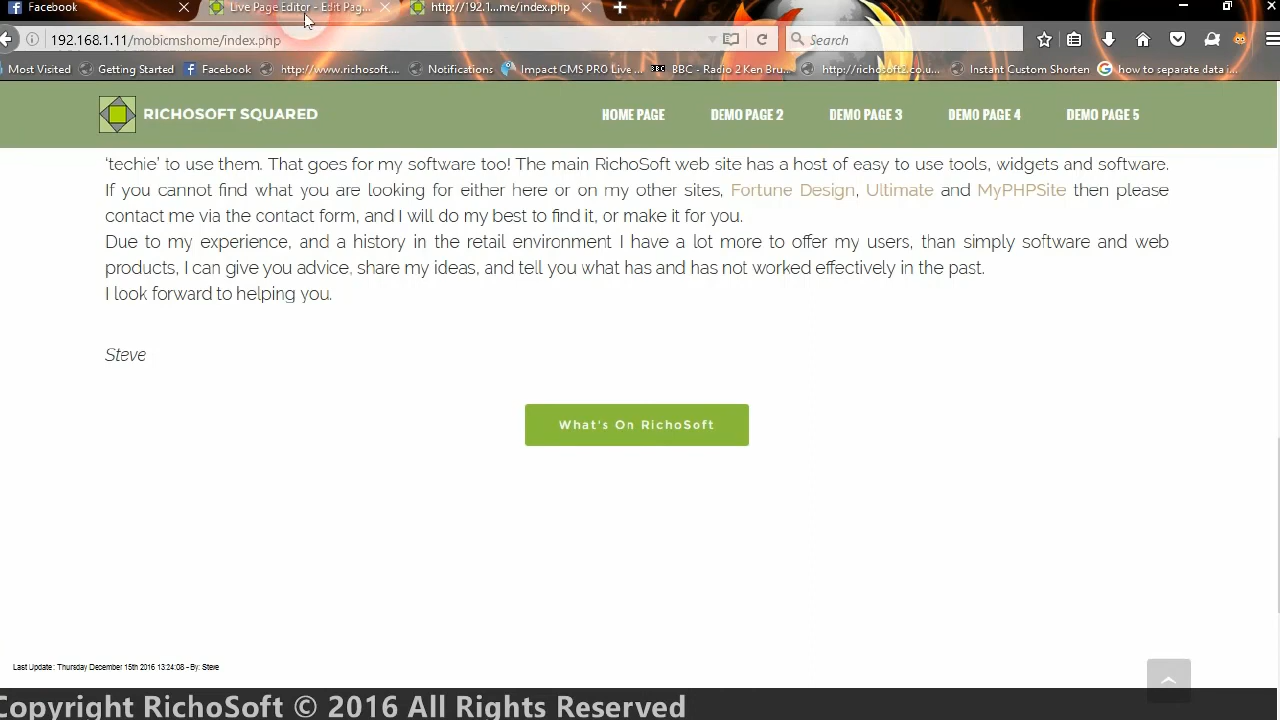 Facebook
Live Page Editor - Edit Pag...
http://192.1...me/index.php
192.168.1.11/mobicmshome/index.php
Search
Most Visited
Getting Started
Facebook
http://www.richosoft....
Notifications
Impact CMS PRO Live ...
BBC - Radio 2 Ken Bru...
http://richosoft2.co.u...
Instant Custom Shorten
how to separate data i...
RICHOSOFT SQUARED
HOME PAGE
DEMO PAGE 2
DEMO PAGE 3
DEMO PAGE 4
DEMO PAGE 5
'techie' to use them. That goes for my software too! The main RichoSoft web site has a host of easy to use tools, widgets and software.
If you cannot find what you are looking for either here or on my other sites, Fortune Design, Ultimate and MyPHPSite then please
contact me via the contact form, and I will do my best to find it, or make it for you.
Due to my experience, and a history in the retail environment I have a lot more to offer my users, than simply software and web
products, I can give you advice, share my ideas, and tell you what has and has not worked effectively in the past.
I look forward to helping you.
Steve
What's On RichoSoft
Last Update : Thursday December 15th 2016 13:24:08 - By: Steve
Copyright RichoSoft © 2016 All Rights Reserved